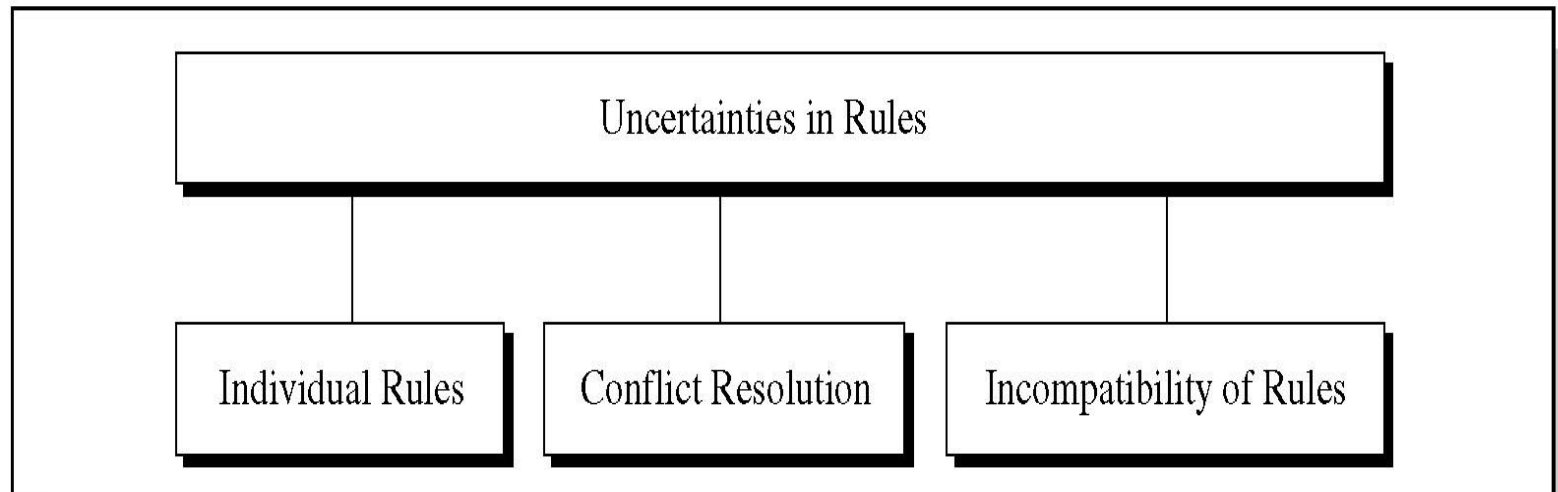 Uncertainties in Rules
Individual Rules
Conflict Resolution
Incompatibility of Rules